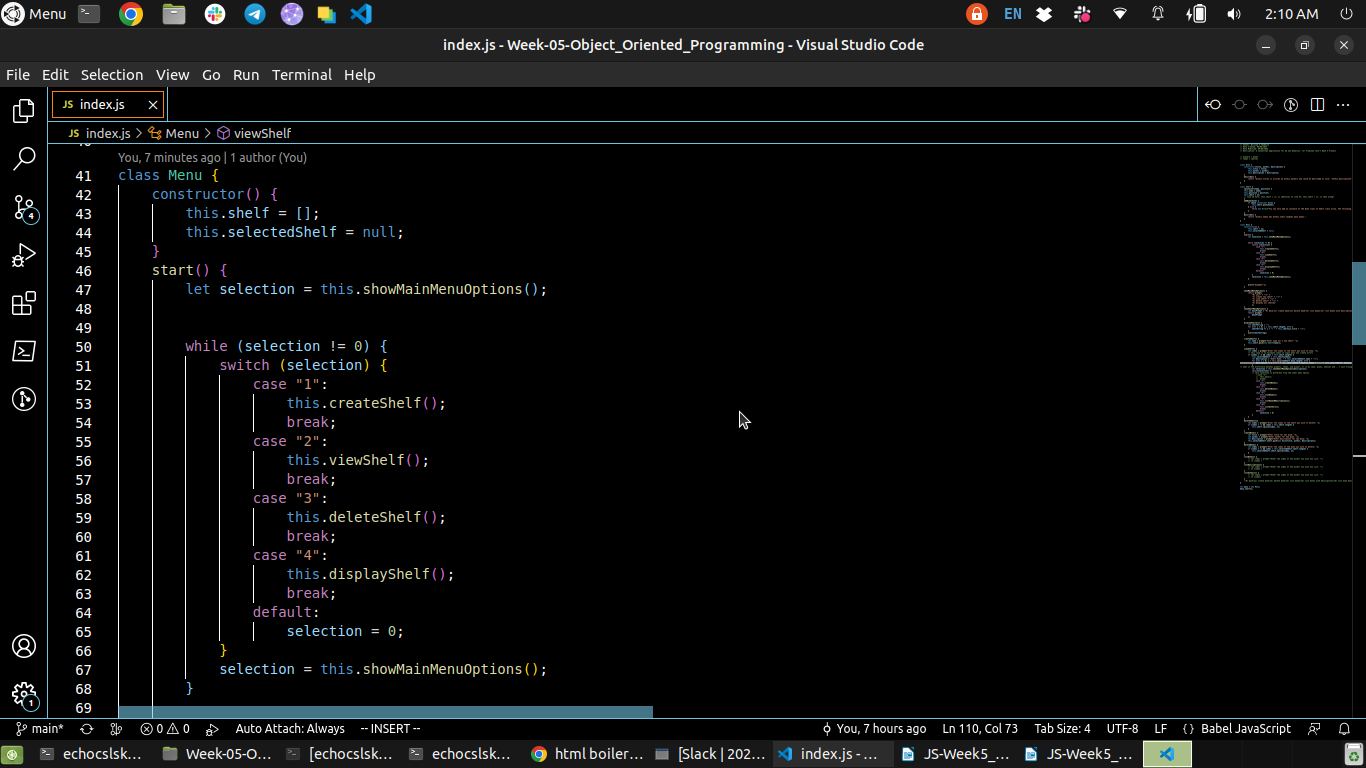 Menu
EN
2:10 AM
index.js - Week-05-Object_Oriented_Programming - Visual Studio Code
File Edit Selection View Go Run Terminal Help
JS index.js
JS index.js > Menu > viewShelf
You, 7 minutes ago | 1 author (You)
41 class Menu {
42 constructor() {
43 this.shelf = [];
44 this.selectedShelf = null;
45 }
46 start() {
47 let selection = this.showMainMenuOptions();
48
49
50 while (selection != 0) {
51 switch (selection) {
52 case "1":
53 this.createShelf();
54 break;
55 case "2":
56 this.viewShelf();
57 break;
58 case "3":
59 this.deleteShelf();
60 break;
61 case "4":
62 this.displayShelf();
63 break;
64 default:
65 selection = 0;
66 }
67 selection = this.showMainMenuOptions();
68 }
69
4
1
main* 0 0 Auto Attach: Always -- INSERT -- You, 7 hours ago Ln 110, Col 73 Tab Size: 4 UTF-8 LF {} Babel JavaScript
echocslsk... Week-05-O... [echocslsk... echocslsk... html boiler... [Slack | 202... index.js - ... JS-Week5_... JS-Week5_...